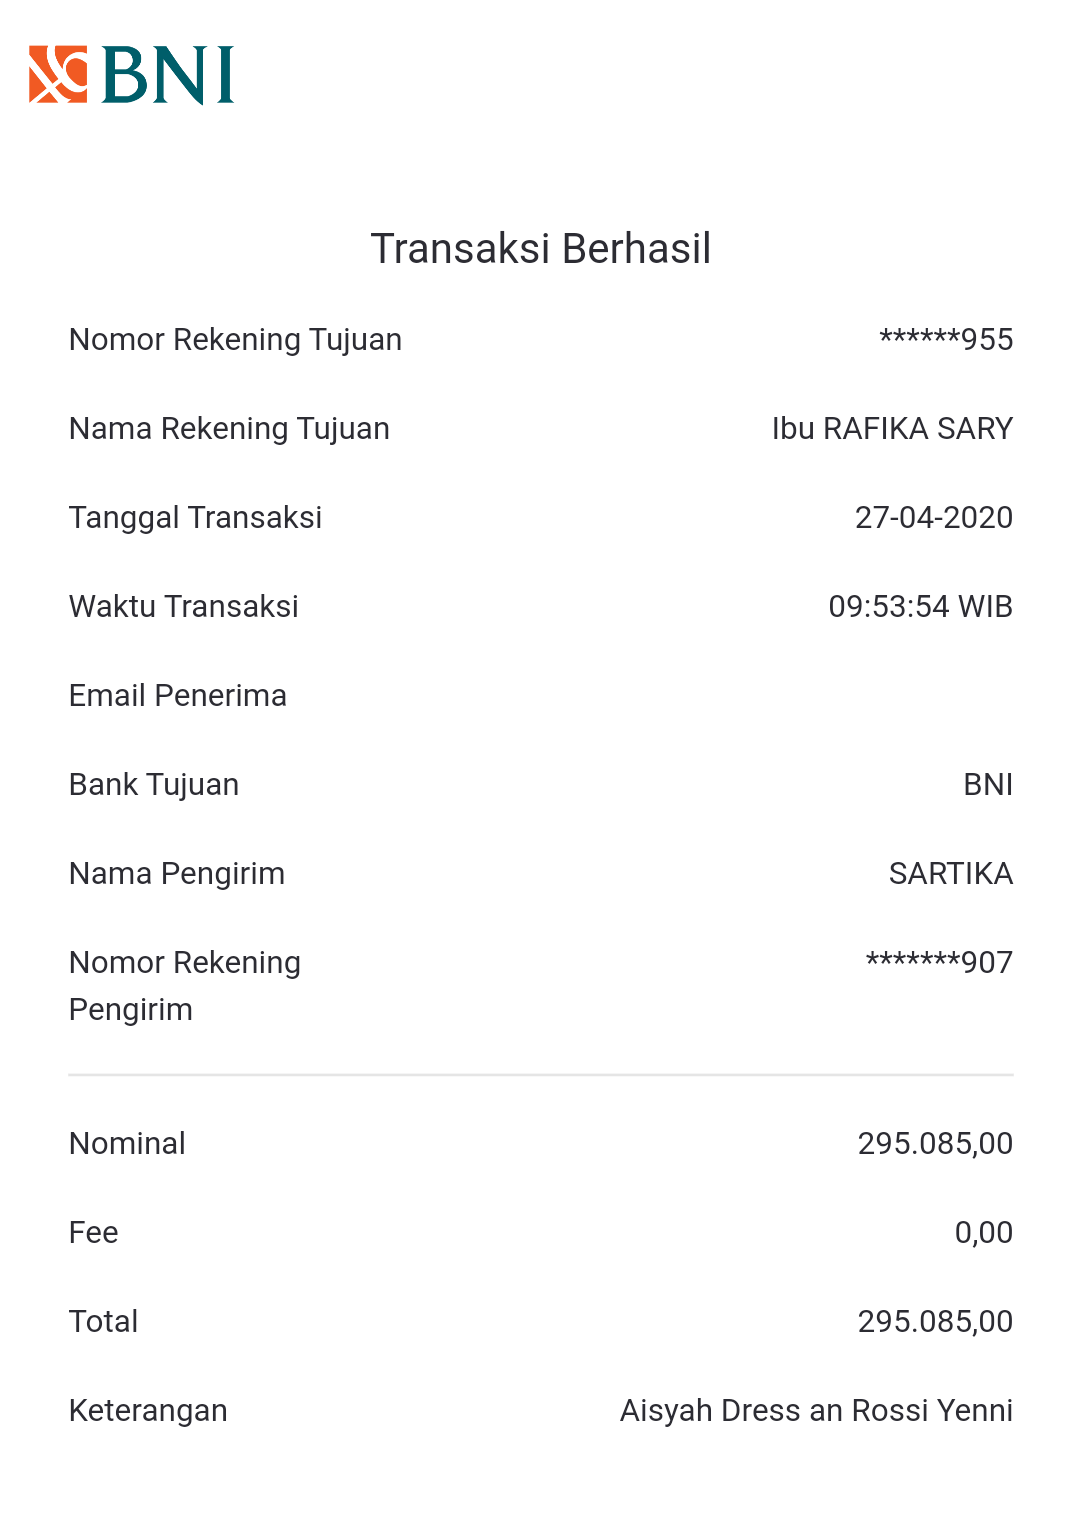 BNI
Transaksi Berhasil
Nomor Rekening Tujuan ******955
Nama Rekening Tujuan Ibu RAFIKA SARY
Tanggal Transaksi 27-04-2020
Waktu Transaksi 09:53:54 WIB
Email Penerima
Bank Tujuan BNI
Nama Pengirim SARTIKA
Nomor Rekening *******907
Pengirim
Nominal 295.085,00
Fee 0,00
Total 295.085,00
Keterangan Aisyah Dress an Rossi Yenni